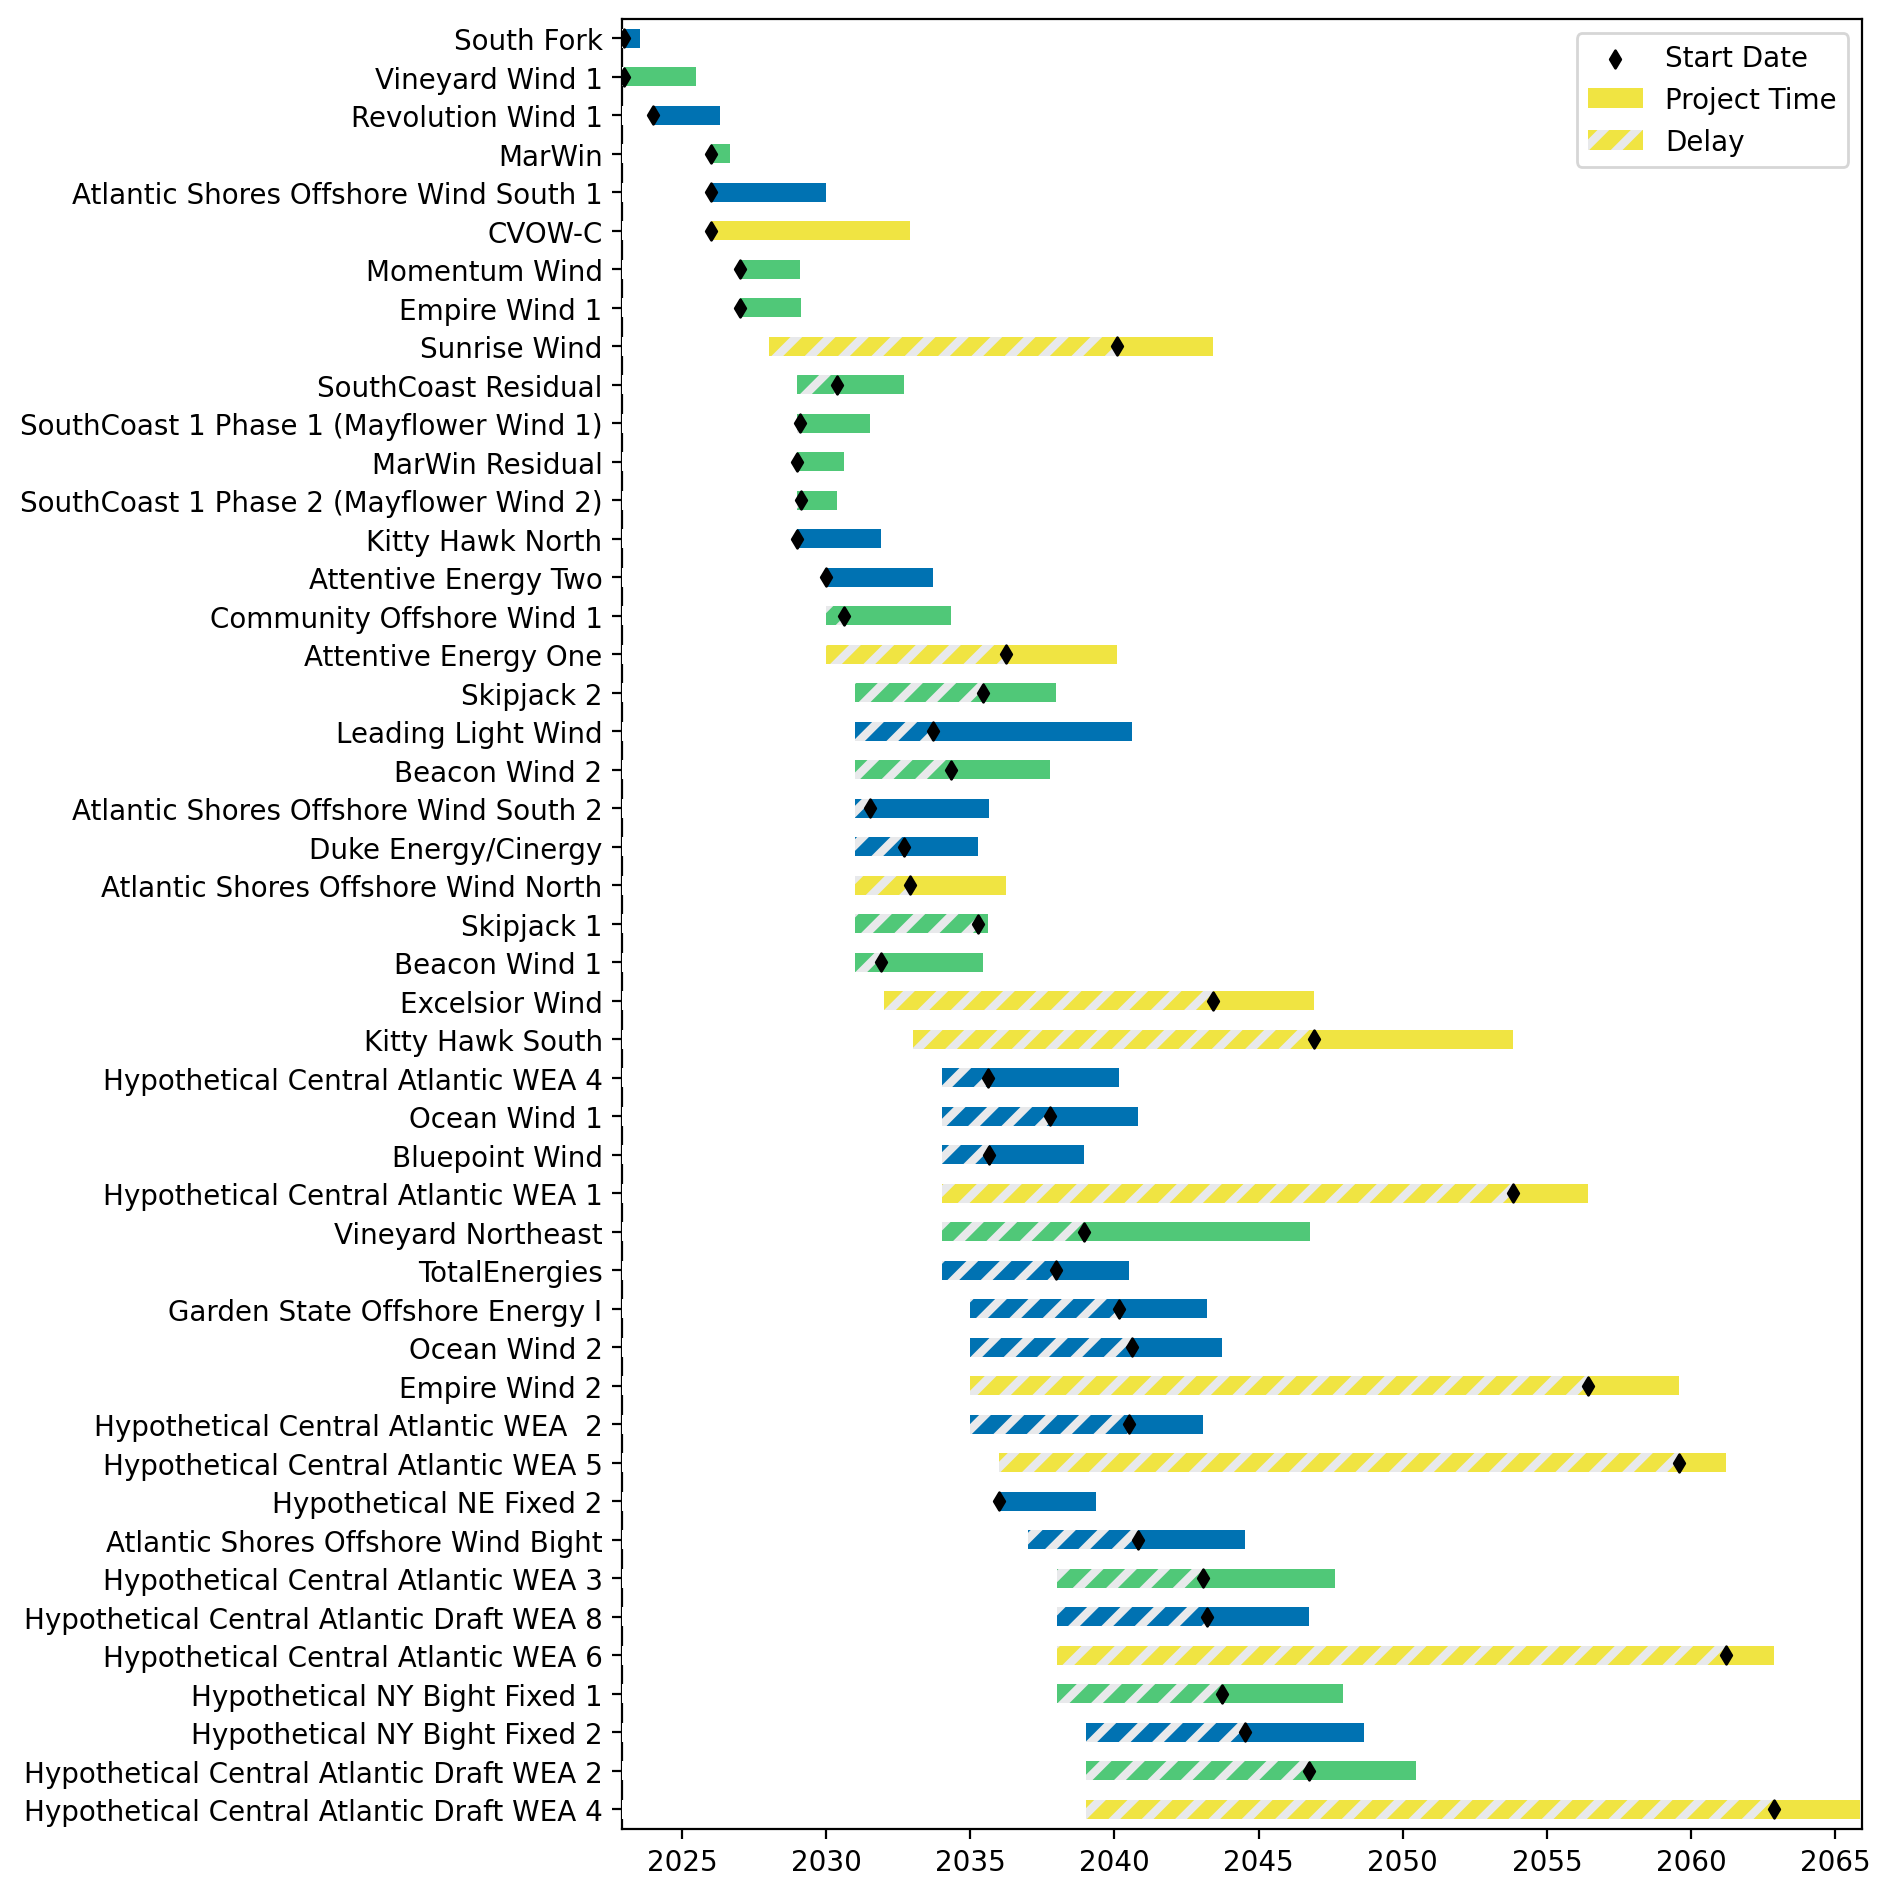 South Fork
Vineyard Wind 1
Revolution Wind 1
MarWin
Atlantic Shores Offshore Wind South 1
CVOW-C
Momentum Wind
Empire Wind 1
Sunrise Wind
SouthCoast Residual
SouthCoast 1 Phase 1 (Mayflower Wind 1)
MarWin Residual
SouthCoast 1 Phase 2 (Mayflower Wind 2)
Kitty Hawk North
Attentive Energy Two
Community Offshore Wind 1
Attentive Energy One
Skipjack 2
Leading Light Wind
Beacon Wind 2
Atlantic Shores Offshore Wind South 2
Duke Energy/Cinergy
Atlantic Shores Offshore Wind North
Skipjack 1
Beacon Wind 1
Excelsior Wind
Kitty Hawk South
Hypothetical Central Atlantic WEA 4
Ocean Wind 1
Bluepoint Wind
Hypothetical Central Atlantic WEA 1
Vineyard Northeast
TotalEnergies
Garden State Offshore Energy I
Ocean Wind 2
Empire Wind 2
Hypothetical Central Atlantic WEA  2
Hypothetical Central Atlantic WEA 5
Hypothetical NE Fixed 2
Atlantic Shores Offshore Wind Bight
Hypothetical Central Atlantic WEA 3
Hypothetical Central Atlantic Draft WEA 8
Hypothetical Central Atlantic WEA 6
Hypothetical NY Bight Fixed 1
Hypothetical NY Bight Fixed 2
Hypothetical Central Atlantic Draft WEA 2
Hypothetical Central Atlantic Draft WEA 4
Start Date
Project Time
Delay
2025 2030 2035 2040 2045 2050 2055 2060 2065